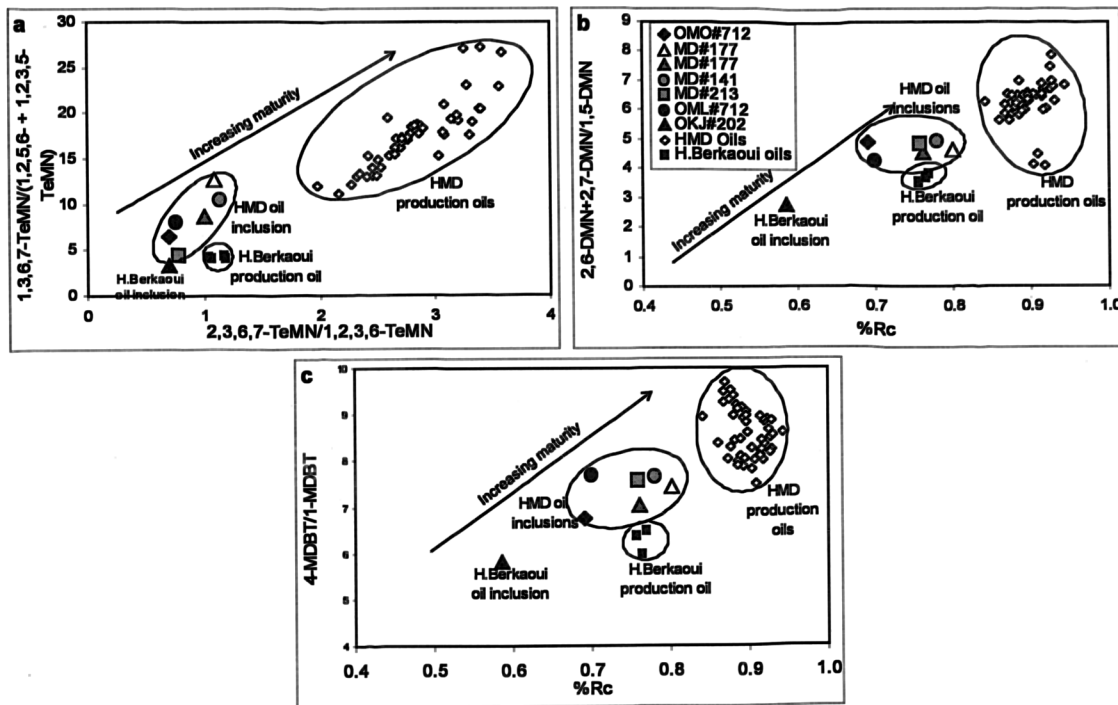 a
1,3,6,7-TeMN/(1,2,5,6- + 1,2,3,5-
TeMN)
30
25
20
15
10
5
0
Increasing maturity
HMD
production oils
HMD oil
inclusion
H.Berkaoui
production oil
H.Berkaoui
oil inclusion
0 1 2 3 4
2,3,6,7-TeMN/1,2,3,6-TeMN
b
2,6-DMN+2,7-DMN/1,5-DMN
9
8
7
6
5
4
3
2
1
0
OMO#712
MD#177
MD#177
MD#141
MD#213
OML#712
OKJ#202
HMD Oils
H.Berkaoui oils
HMD oil
inclusions
Increasing maturity
H.Berkaoui
production oil
H.Berkaoui
oil inclusion
HMD
production oils
0.4 0.5 0.6 0.7 0.8 0.9 1.0
%Rc
c
4-MDBT/1-MDBT
10
9
8
7
6
5
4
Increasing maturity
HMD oil
inclusions
HMD
production
oils
H.Berkaoui
oil inclusion
H.Berkaoui
production oil
0.4 0.5 0.6 0.7 0.8 0.9 1.0
%Rc